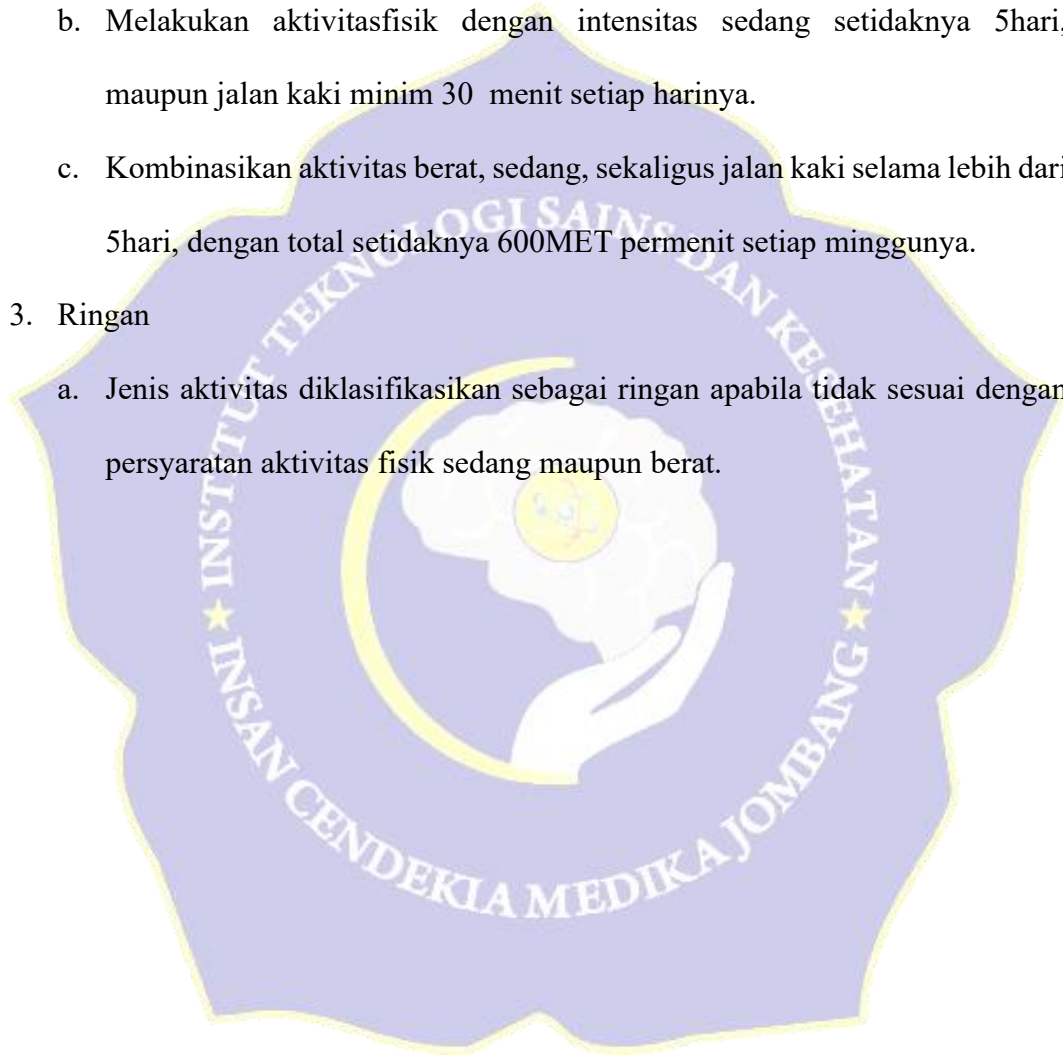 b. Melakukan aktivitasfisik dengan intensitas sedang setidaknya 5hari,
maupun jalan kaki minim 30 menit setiap harinya.
c. Kombinasikan aktivitas berat, sedang, sekaligus jalan kaki selama lebih dari
5hari, dengan total setidaknya 600MET permenit setiap minggunya.
3. Ringan
a. Jenis aktivitas diklasifikasikan sebagai ringan apabila tidak sesuai dengan
persyaratan aktivitas fisik sedang maupun berat.
INSTITUT TEKNOLOGI SAINS DAN KESEHATAN
INSAN CENDEKIA MEDIKA JOMBANG